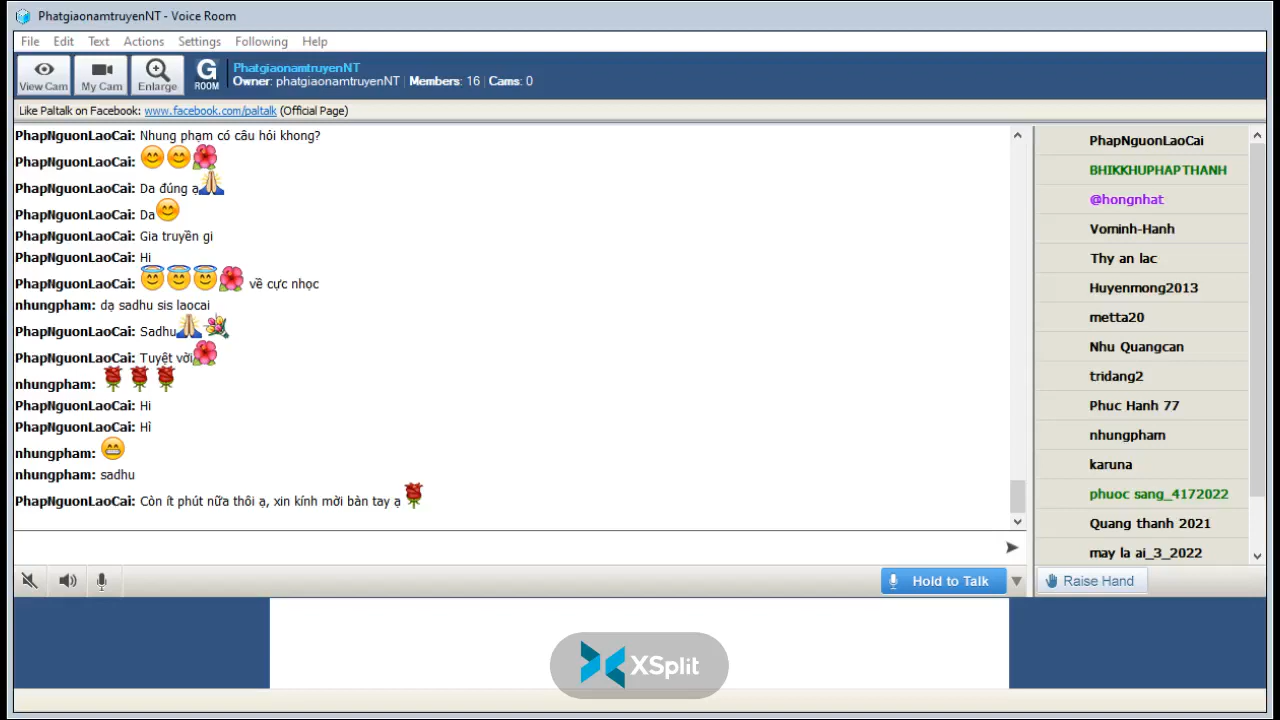 PhatgiaonamtruyenNT - Voice Room
File Edit Text Actions Settings Following Help
View Cam
My Cam
Enlarge
G ROOM
PhatgiaonamtruyenNT
Owner: phatgiaonamtruyenNT | Members: 16 | Cams: 0
Like Paltalk on Facebook: www.facebook.com/paltalk (Official Page)
PhapNguonLaoCai: Nhung phạm có câu hỏi khong?
PhapNguonLaoCai: 😊😊🌺
PhapNguonLaoCai: Da đúng ạ🙏
PhapNguonLaoCai: Da😊
PhapNguonLaoCai: Gia truyền gi
PhapNguonLaoCai: Hi
PhapNguonLaoCai: 😇😇😇🌺 về cực nhọc
nhungpham: dạ sadhu sis laocai
PhapNguonLaoCai: Sadhu🙏💐
PhapNguonLaoCai: Tuyệt vời🌺
nhungpham: 🌹🌹🌹
PhapNguonLaoCai: Hi
PhapNguonLaoCai: Hỉ
nhungpham: 😁
nhungpham: sadhu
PhapNguonLaoCai: Còn ít phút nữa thôi ạ, xin kính mời bàn tay ạ 🌹
PhapNguonLaoCai
BHIKKHUPHAPTHANH
@hongnhat
Vominh-Hanh
Thy an lac
Huyenmong2013
metta20
Nhu Quangcan
tridang2
Phuc Hanh 77
nhungpham
karuna
phuoc sang_4172022
Quang thanh 2021
may la ai_3_2022
Hold to Talk
Raise Hand
XSplit